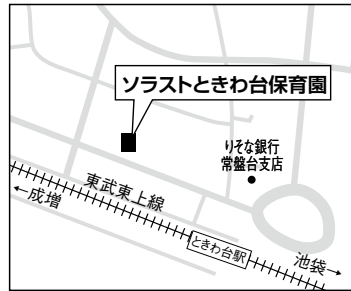 ソラストときわ台保育園
りそな銀行
常盤台支店
東武東上線
←成増
ときわ台駅
池袋→